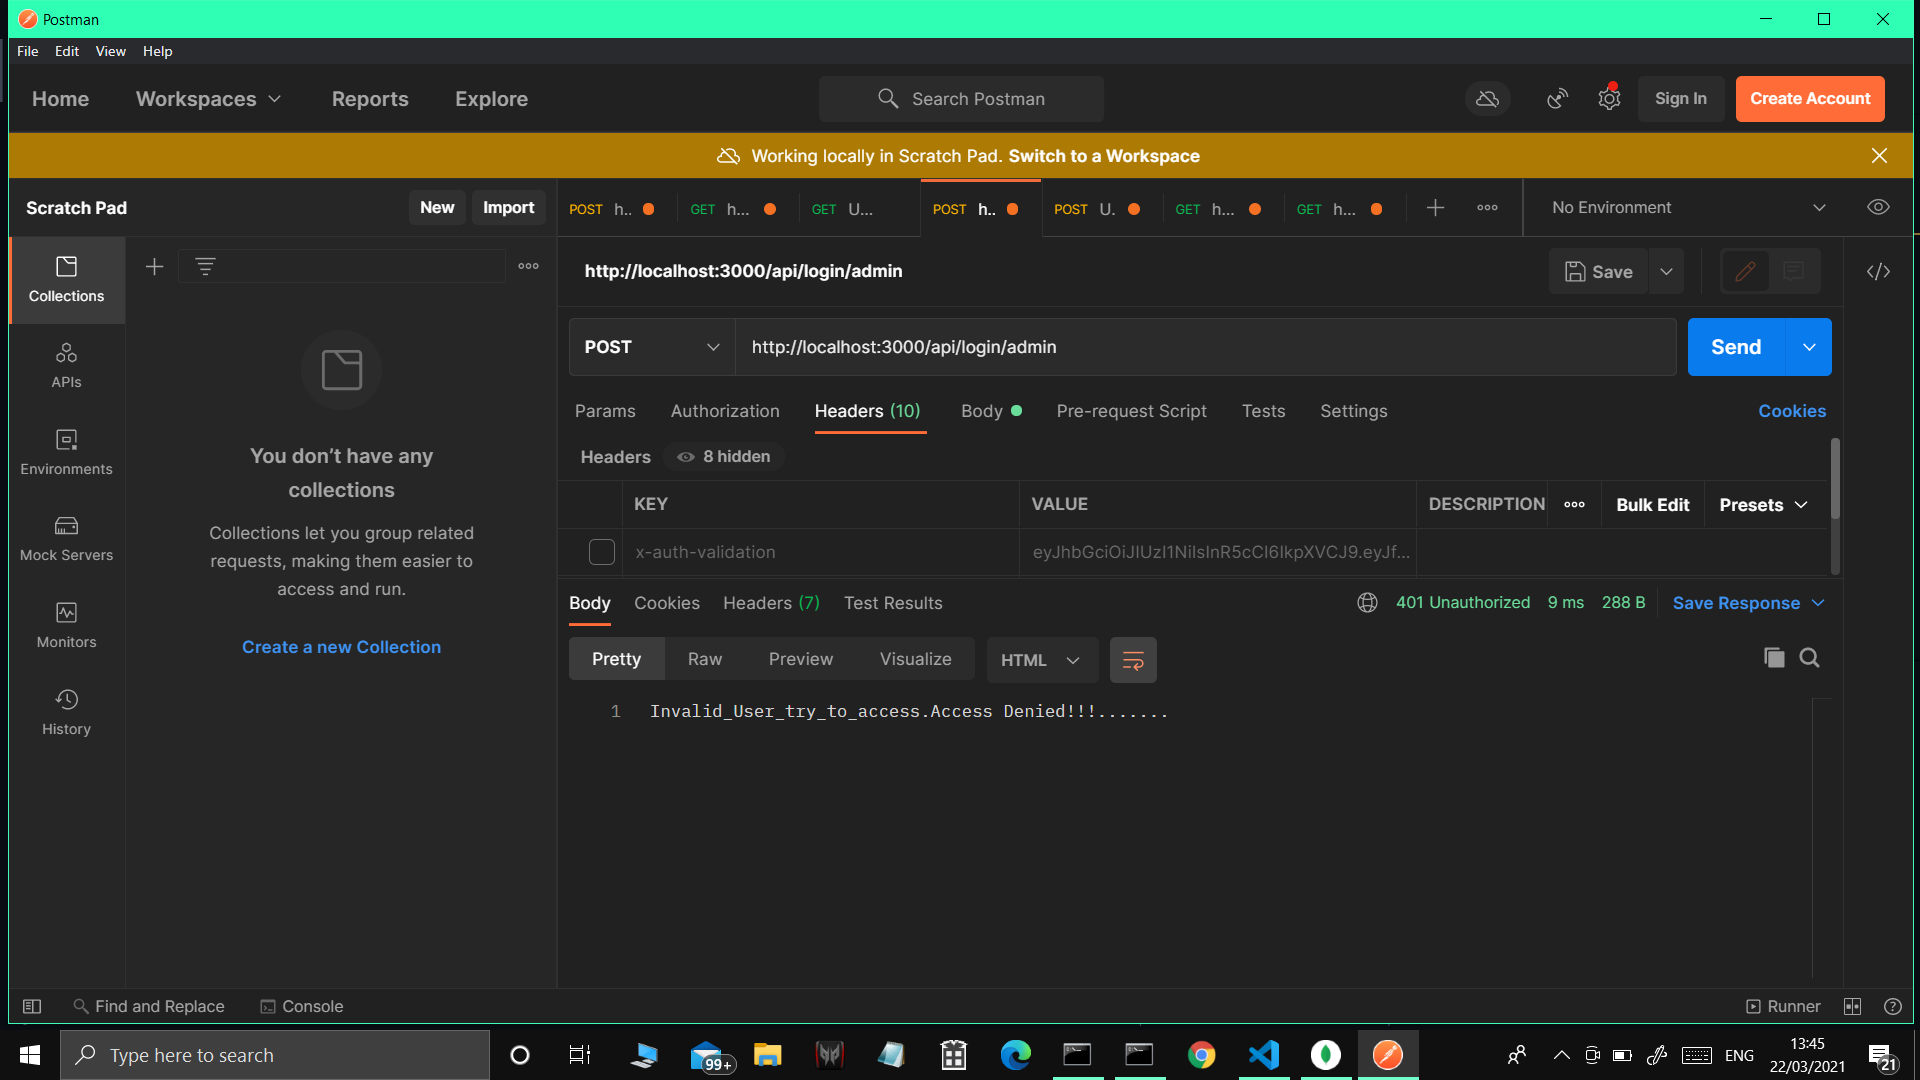 Postman
File Edit View Help
Home Workspaces Reports Explore Search Postman Sign In Create Account
Working locally in Scratch Pad. Switch to a Workspace
Scratch Pad New Import POST h.. GET h... GET U... POST h.. POST U. GET h... GET h... No Environment
http://localhost:3000/api/login/admin Save
Collections
APIs
Environments
Mock Servers
Monitors
History
You don't have any
collections
Collections let you group related
requests, making them easier to
access and run.
Create a new Collection
POST http://localhost:3000/api/login/admin Send
Params Authorization Headers (10) Body Pre-request Script Tests Settings Cookies
Headers 8 hidden
KEY VALUE DESCRIPTION Bulk Edit Presets
x-auth-validation eyJhbGciOiJIUzI1NiIsInR5cCI6IkpXVCJ9.eyJf...
Body Cookies Headers (7) Test Results 401 Unauthorized 9 ms 288 B Save Response
Pretty Raw Preview Visualize HTML
1 Invalid_User_try_to_access.Access Denied!!!.......
Find and Replace Console Runner
Type here to search 99+ ENG 13:45
22/03/2021 21